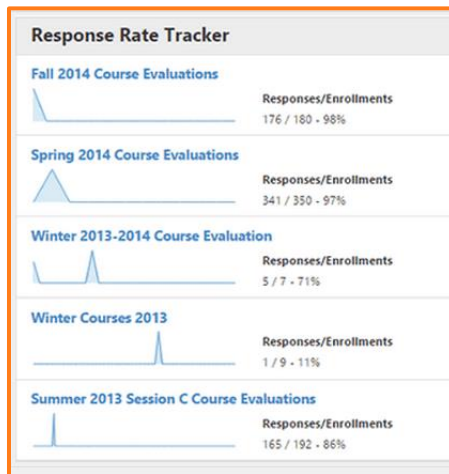 Response Rate Tracker
Fall 2014 Course Evaluations
Responses/Enrollments
176 / 180 - 98%
Spring 2014 Course Evaluations
Responses/Enrollments
341 / 350 - 97%
Winter 2013-2014 Course Evaluation
Responses/Enrollments
5 / 7 - 71%
Winter Courses 2013
Responses/Enrollments
1 / 9 - 11%
Summer 2013 Session C Course Evaluations
Responses/Enrollments
165 / 192 - 86%